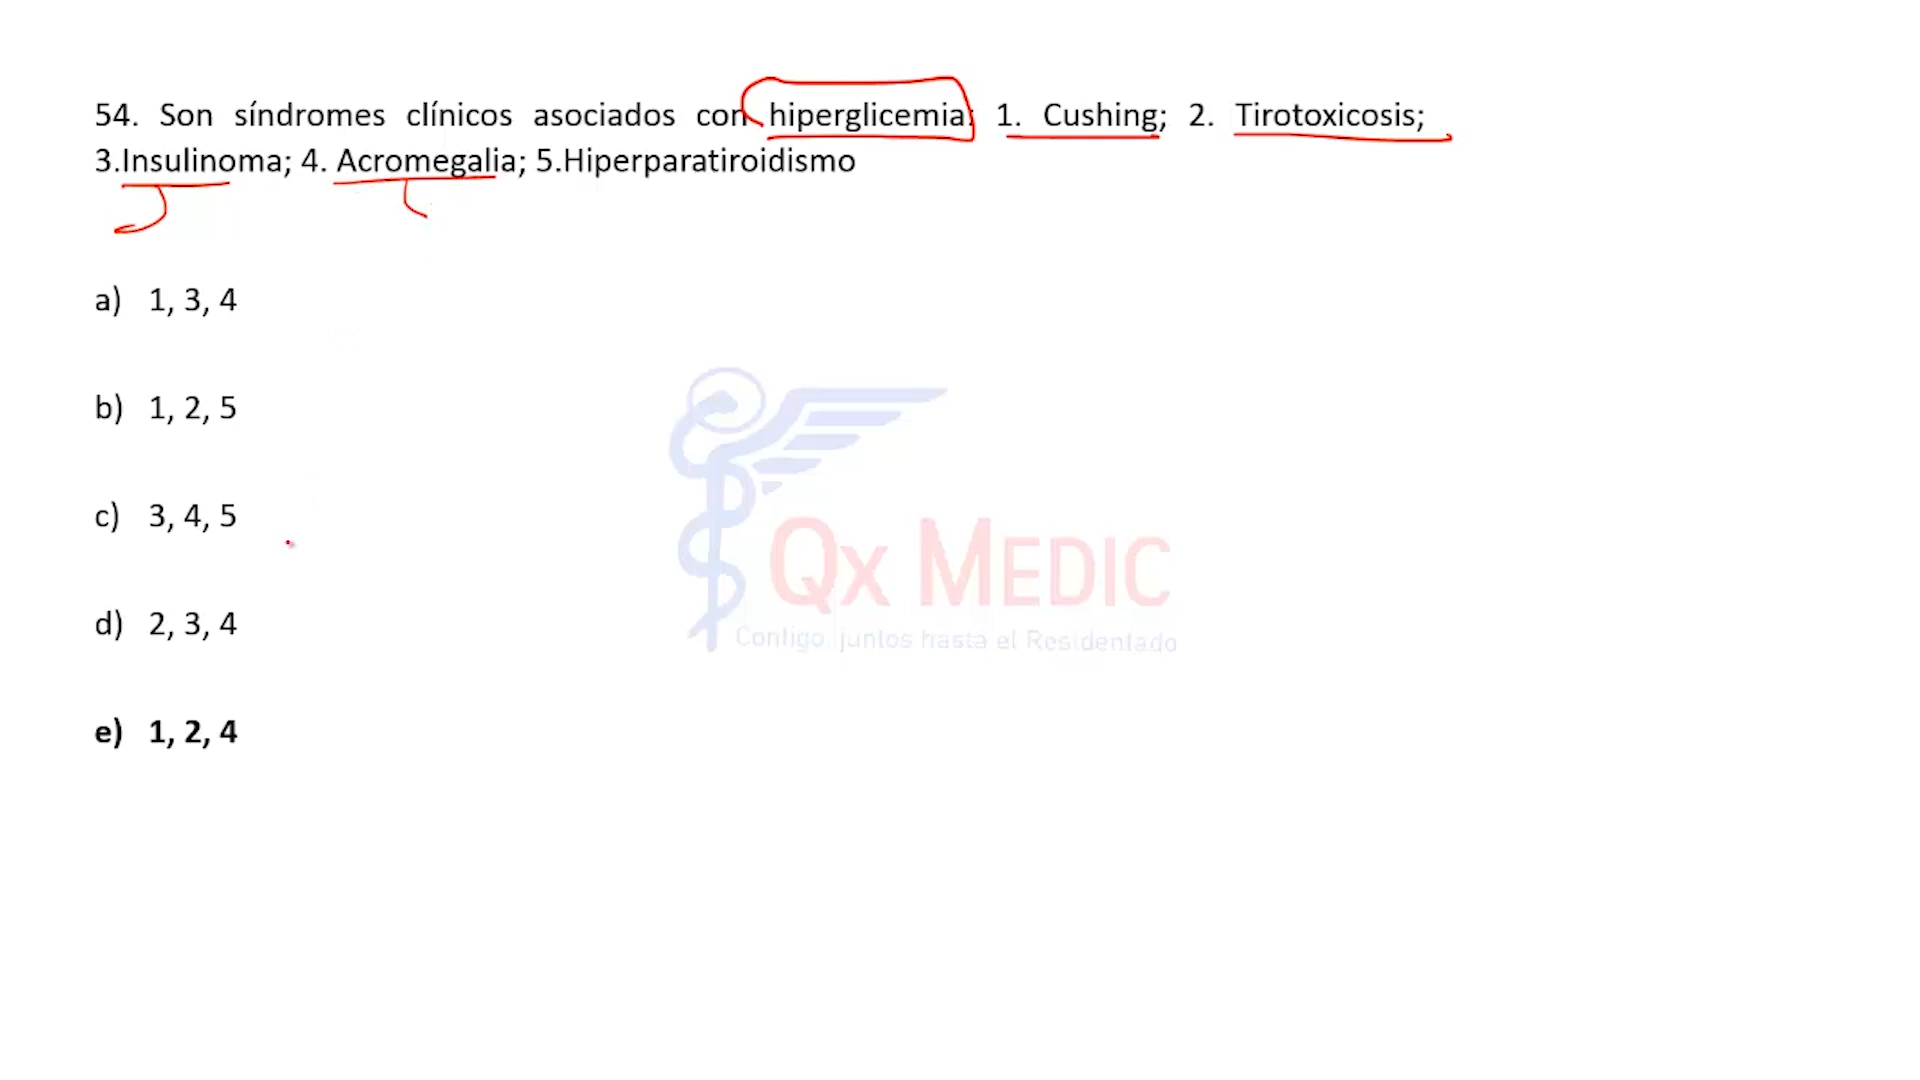 54. Son síndromes clínicos asociados con hiperglicemia: 1. Cushing; 2. Tirotoxicosis;
3.Insulinoma; 4. Acromegalia; 5.Hiperparatiroidismo
a) 1, 3, 4
b) 1, 2, 5
c) 3, 4, 5
d) 2, 3, 4
e) 1, 2, 4
Qx MEDIC
Contigo, juntos hasta el Residentado